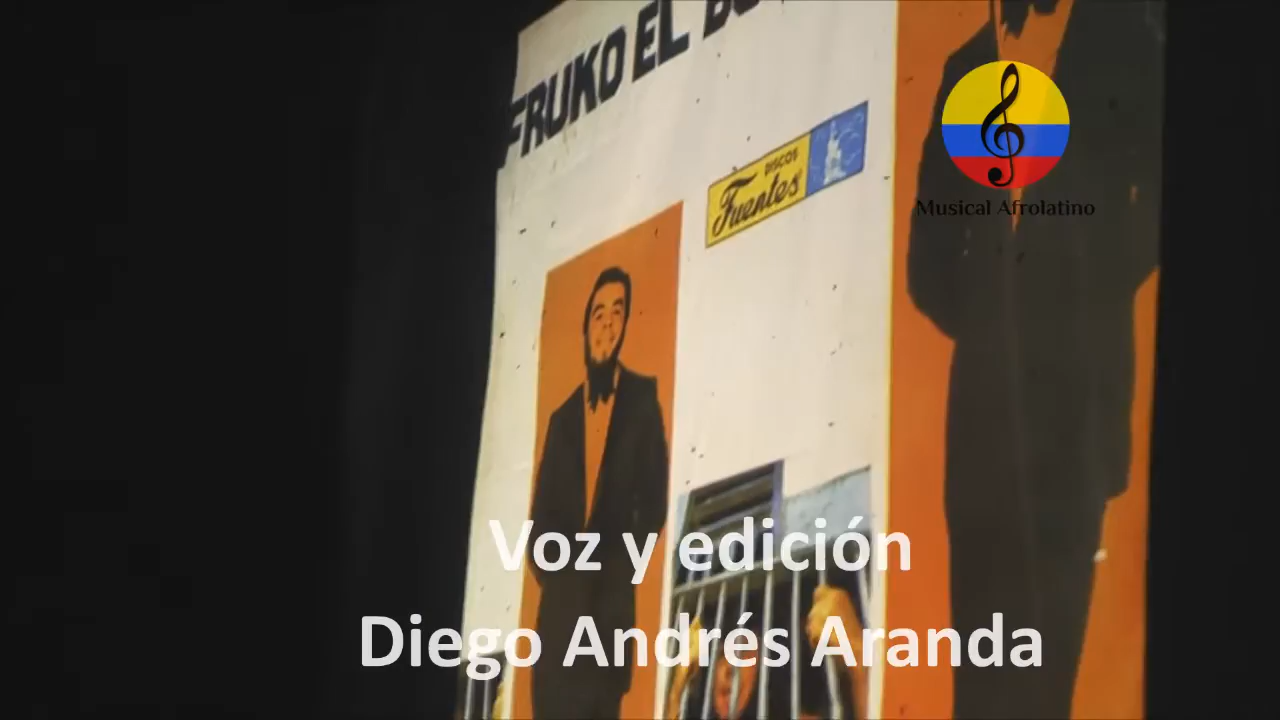 FRUKO EL
DISCOS
Fuentes
Musical Afrolatino
Voz y edición
Diego Andrés Aranda